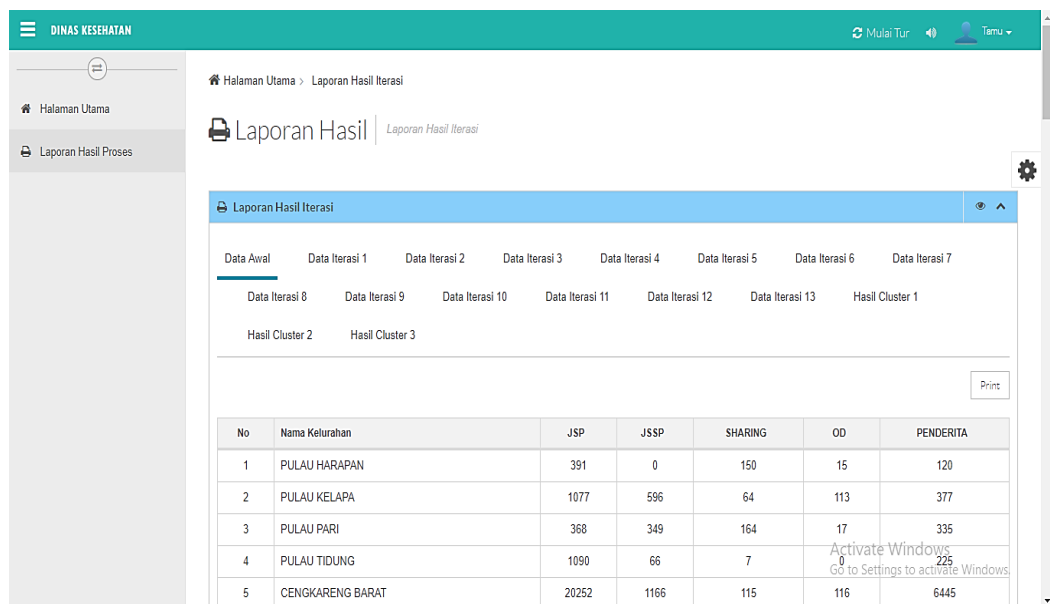 DINAS KESEHATAN
Mulai Tur
Tamu
Halaman Utama
Laporan Hasil Proses
Halaman Utama > Laporan Hasil Iterasi
Laporan Hasil Laporan Hasil Iterasi
Laporan Hasil Iterasi
Data Awal Data Iterasi 1 Data Iterasi 2 Data Iterasi 3 Data Iterasi 4 Data Iterasi 5 Data Iterasi 6 Data Iterasi 7
Data Iterasi 8 Data Iterasi 9 Data Iterasi 10 Data Iterasi 11 Data Iterasi 12 Data Iterasi 13 Hasil Cluster 1
Hasil Cluster 2 Hasil Cluster 3
Print
No Nama Kelurahan JSP JSSP SHARING OD PENDERITA
1 PULAU HARAPAN 391 0 150 15 120
2 PULAU KELAPA 1077 596 64 113 377
3 PULAU PARI 368 349 164 17 335
4 PULAU TIDUNG 1090 66 7 0 225
5 CENGKARENG BARAT 20252 1166 115 116 6445
Activate Windows
Go to Settings to activate Windows.